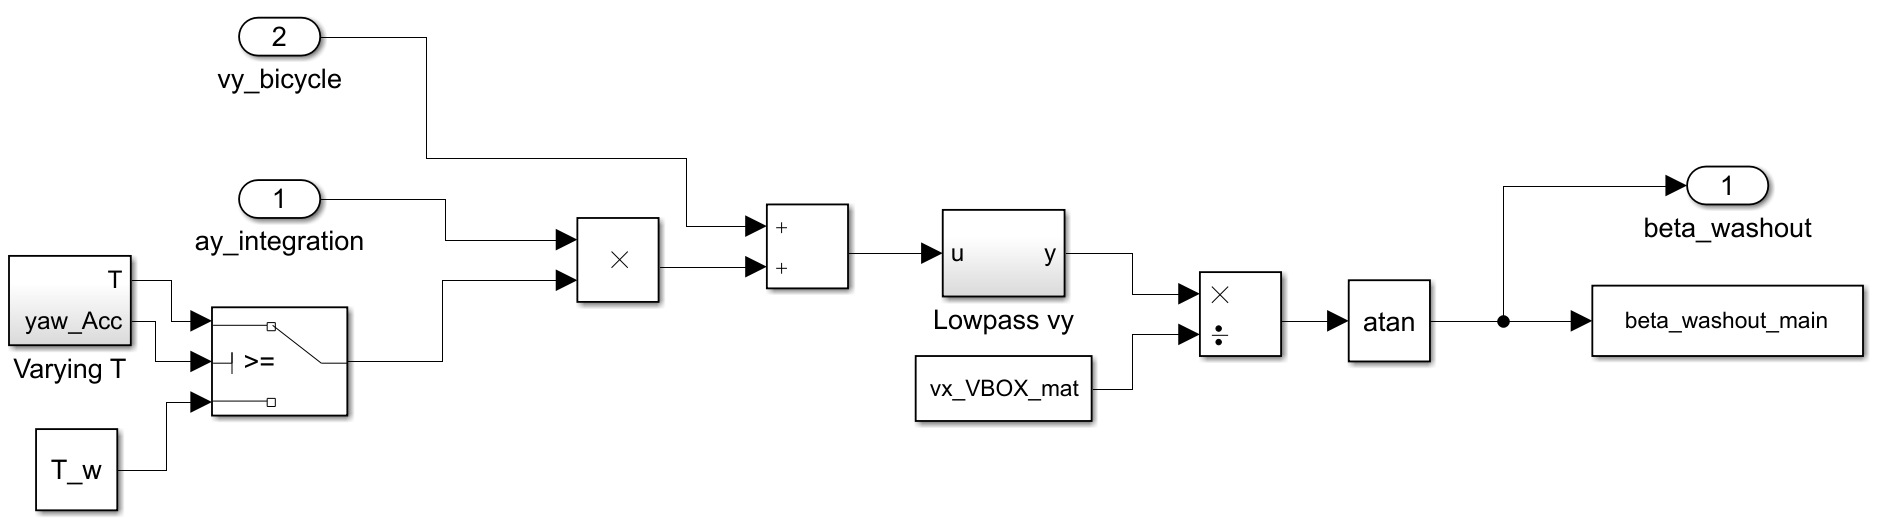 2
vy_bicycle
1
ay_integration
T
yaw_Acc
Varying T
>=
T_w
×
+
+
u
y
Lowpass vy
vx_VBOX_mat
×
÷
atan
1
beta_washout
beta_washout_main